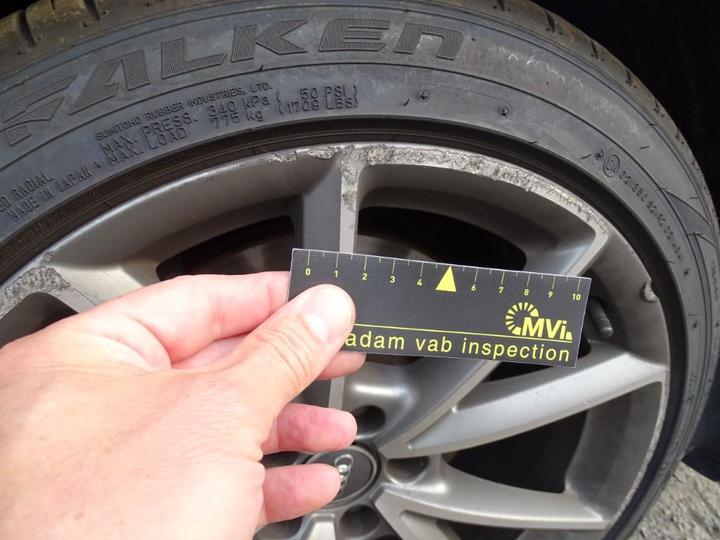 FALKEN
SUMITOMO RUBBER INDUSTRIES, LTD.
MAX. PRESS. 340 kPa ( 50 PSI)
MAX. LOAD 775 kg (1709 LBS)
RADIAL
MADE IN JAPAN
0 1 2 3 4 6 7 8 9 10
MVi
adam vab inspection